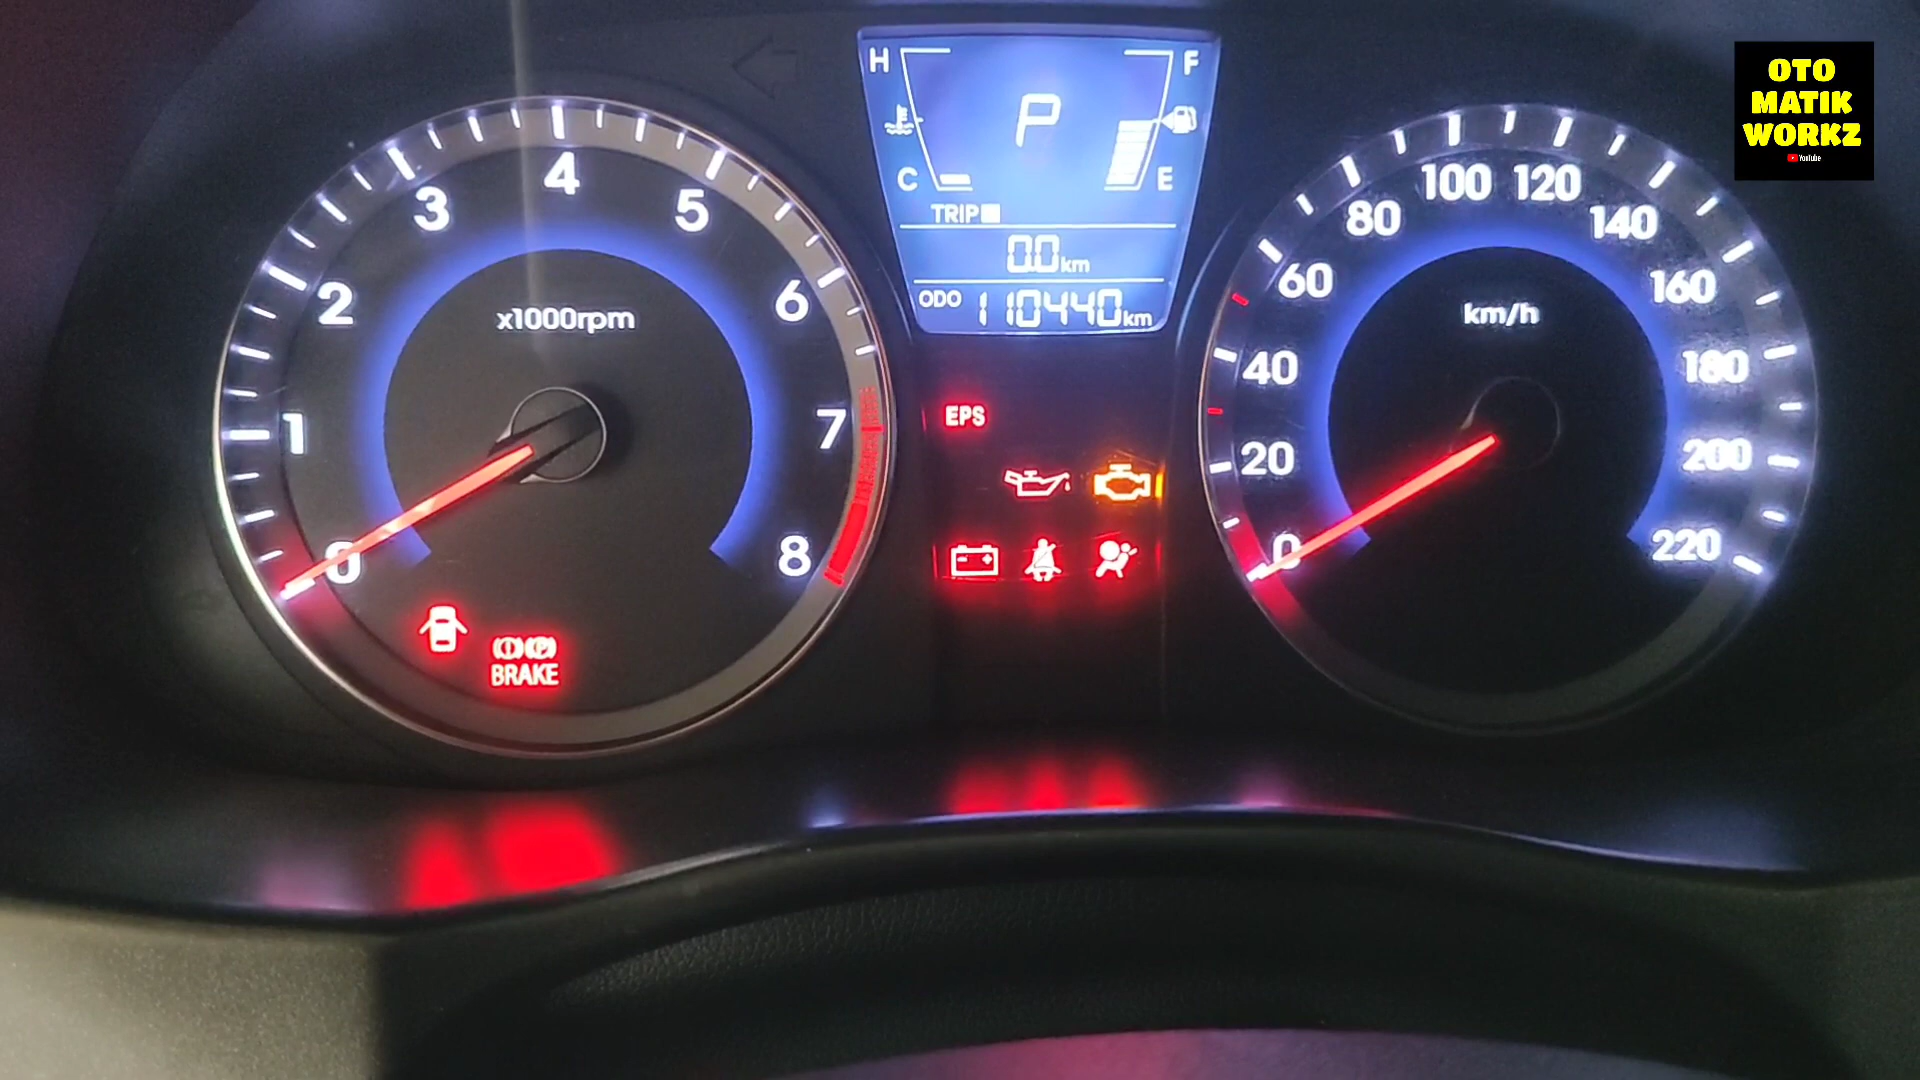 H
F
P
C
E
TRIP
0.0 km
ODO 110440 km
0
1
2
3
4
5
6
7
8
x1000rpm
BRAKE
EPS
0
20
40
60
80
100
120
140
160
180
200
220
km/h
OTO
MATIK
WORKZ
YouTube